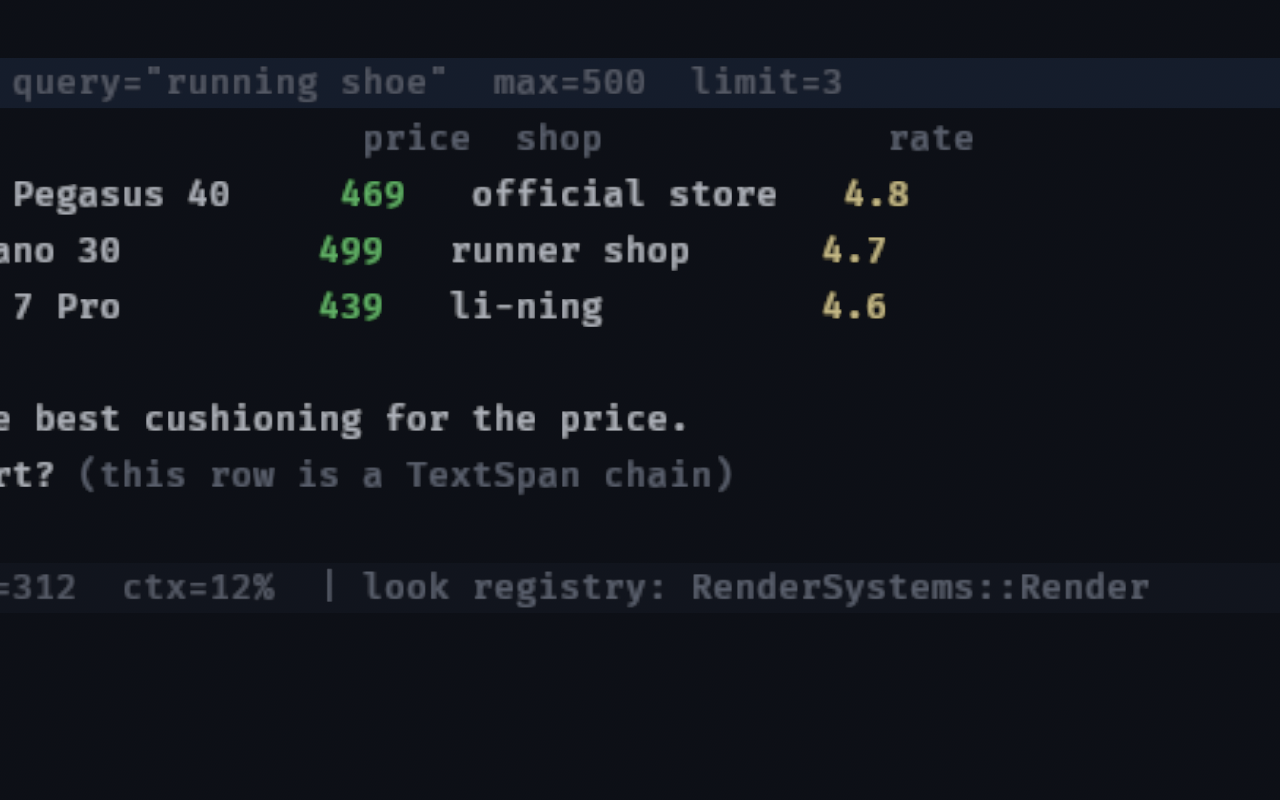 query="running shoe"  max=500  limit=3
price  shop  rate
Pegasus 40  469  official store  4.8
ano 30  499  runner shop  4.7
7 Pro  439  li-ning  4.6
e best cushioning for the price.
rt? (this row is a TextSpan chain)
=312  ctx=12%  | look registry: RenderSystems::Render